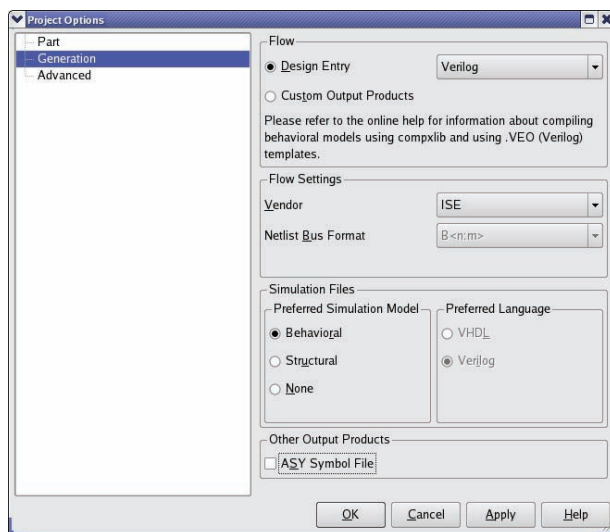 Project Options
Part
Generation
Advanced
Flow
Design Entry
Verilog
Custom Output Products
Please refer to the online help for information about compiling
behavioral models using compxlib and using .VEO (Verilog)
templates.
Flow Settings
Vendor
ISE
Netlist Bus Format
B<n:m>
Simulation Files
Preferred Simulation Model
Behavioral
Structural
None
Preferred Language
VHDL
Verilog
Other Output Products
ASY Symbol File
OK
Cancel
Apply
Help